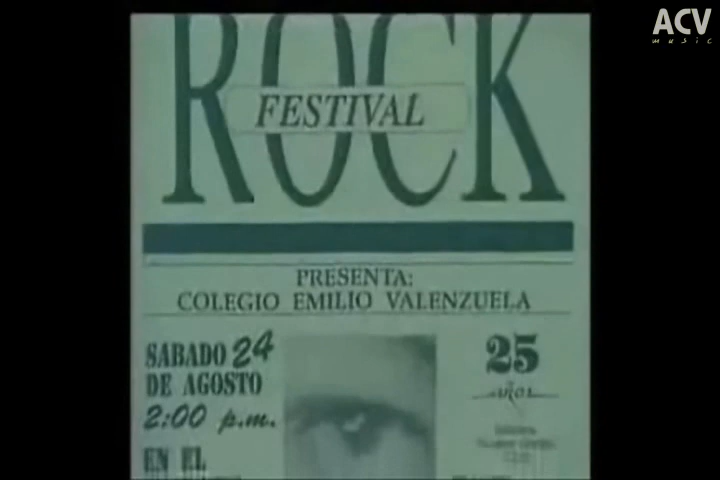 ACV
music
ROCK
FESTIVAL
PRESENTA:
COLEGIO EMILIO VALENZUELA
SABADO 24
DE AGOSTO
2:00 p.m.
EN EL
25
AÑOS